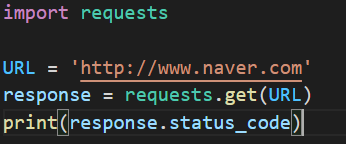 import requests
URL = 'http://www.naver.com'
response = requests.get(URL)
print(response.status_code)